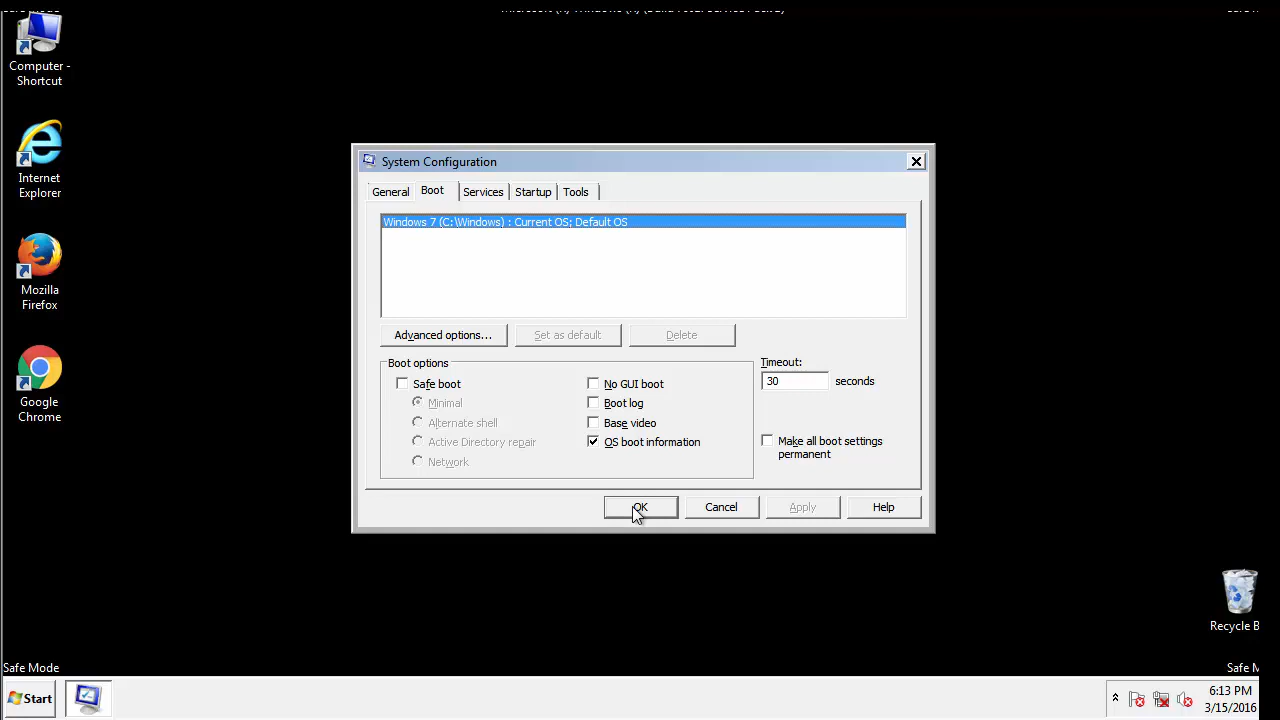 Computer -
Shortcut
Internet
Explorer
Mozilla
Firefox
Google
Chrome
System Configuration
General
Boot
Services
Startup
Tools
Windows 7 (C:\Windows) : Current OS; Default OS
Advanced options...
Set as default
Delete
Boot options
Safe boot
Minimal
Alternate shell
Active Directory repair
Network
No GUI boot
Boot log
Base video
OS boot information
Timeout:
30 seconds
Make all boot settings
permanent
OK
Cancel
Apply
Help
Recycle B
Safe Mode
Safe M
Start
6:13 PM
3/15/2016